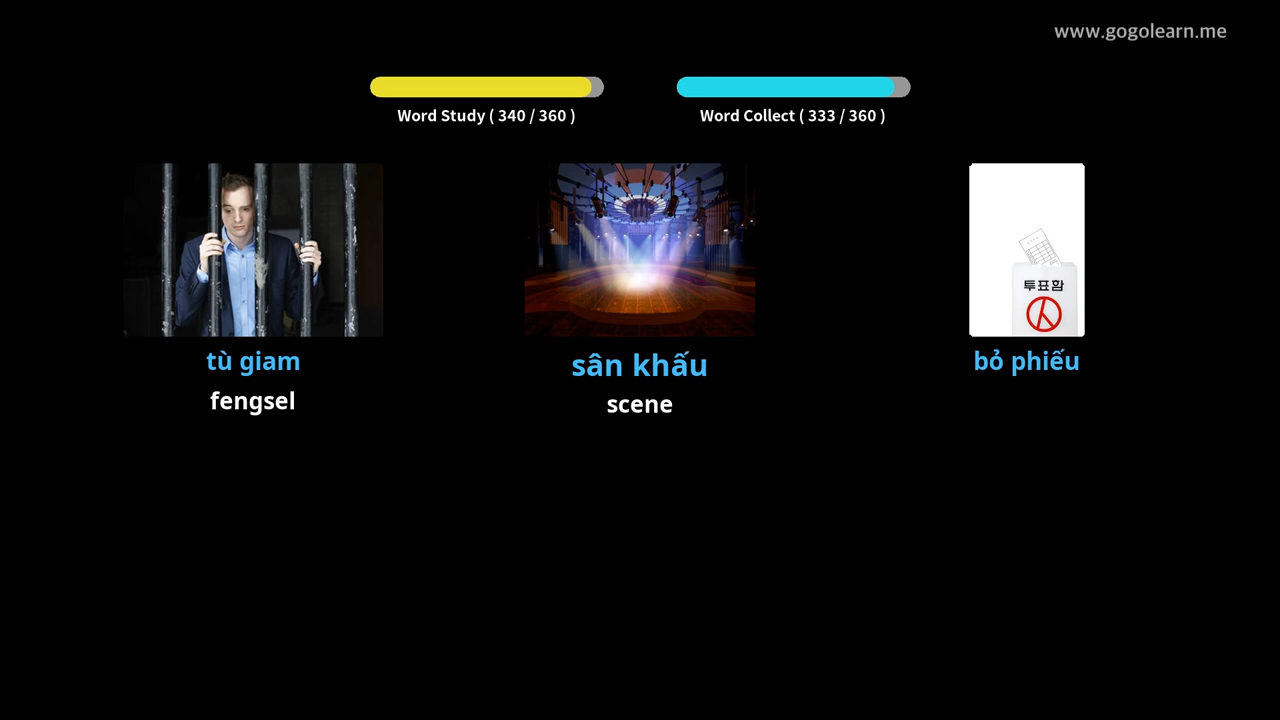 www.gogolearn.me
Word Study ( 340 / 360 )
Word Collect ( 333 / 360 )
투표함
tù giam
sân khấu
bỏ phiếu
fengsel
scene